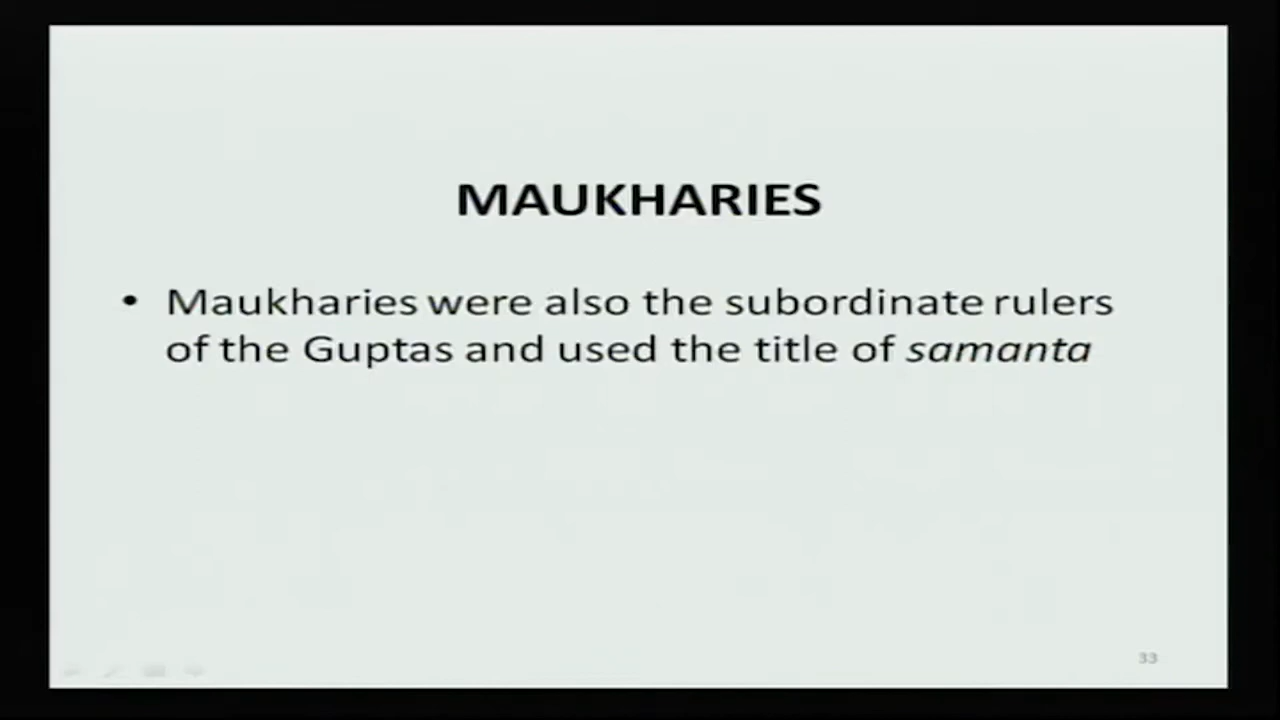 MAUKHARIES
• Maukharies were also the subordinate rulers
of the Guptas and used the title of samanta
33